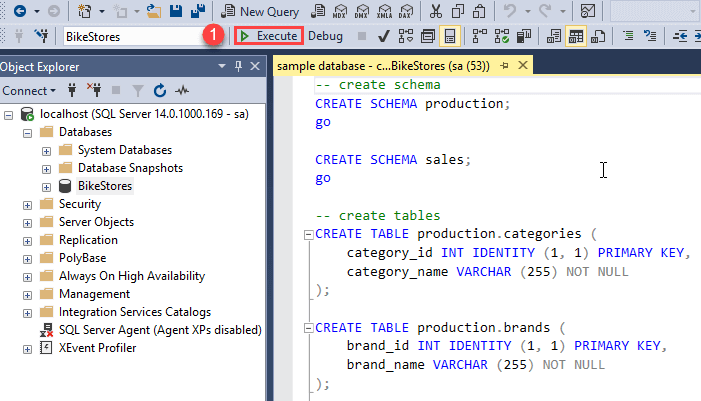 New Query MDX DMX XMLA DAX
BikeStores 1 Execute Debug
Object Explorer
Connect
localhost (SQL Server 14.0.1000.169 - sa)
Databases
System Databases
Database Snapshots
BikeStores
Security
Server Objects
Replication
PolyBase
Always On High Availability
Management
Integration Services Catalogs
SQL Server Agent (Agent XPs disabled)
XEvent Profiler
sample database - c...BikeStores (sa (53))
-- create schema
CREATE SCHEMA production;
go
CREATE SCHEMA sales;
go
-- create tables
CREATE TABLE production.categories (
category_id INT IDENTITY (1, 1) PRIMARY KEY,
category_name VARCHAR (255) NOT NULL
);
CREATE TABLE production.brands (
brand_id INT IDENTITY (1, 1) PRIMARY KEY,
brand_name VARCHAR (255) NOT NULL
);